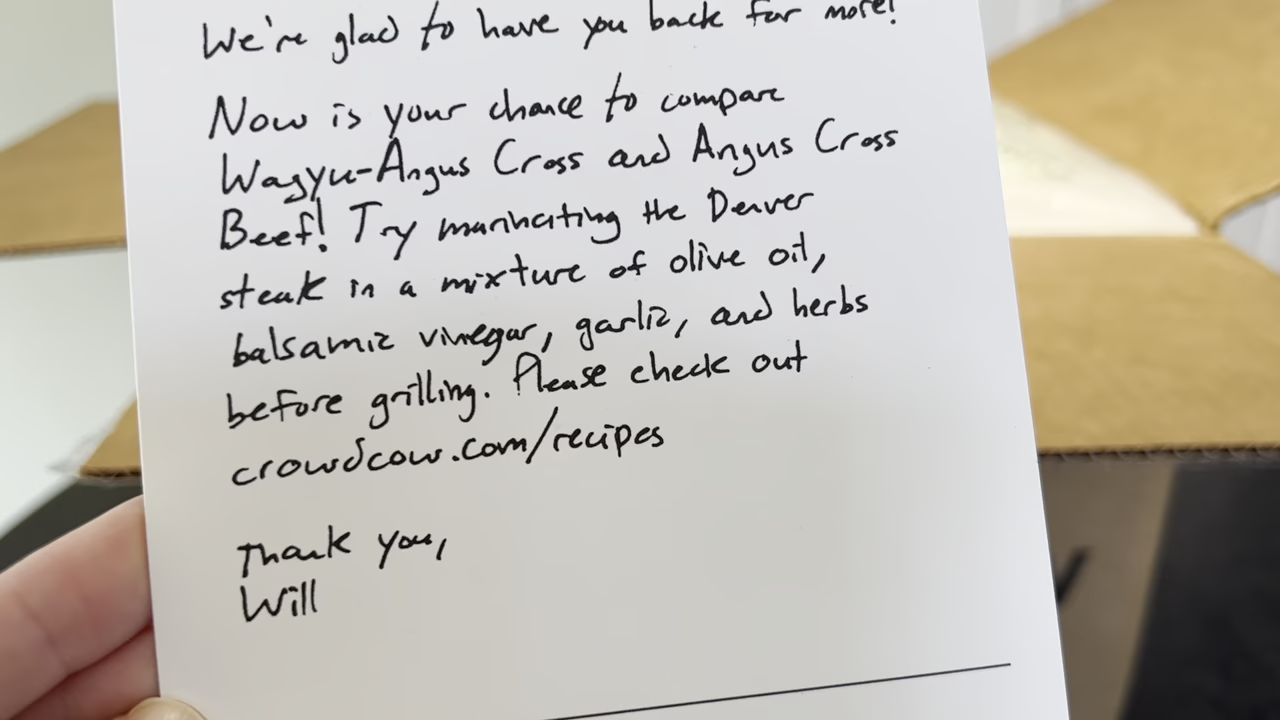 We're glad to have you back for more!
Now is your chance to compare
Wagyu-Angus Cross and Angus Cross
Beef! Try marinating the Denver
steak in a mixture of olive oil,
balsamic vinegar, garlic, and herbs
before grilling. Please check out
crowdcow.com/recipes
Thank you,
Will